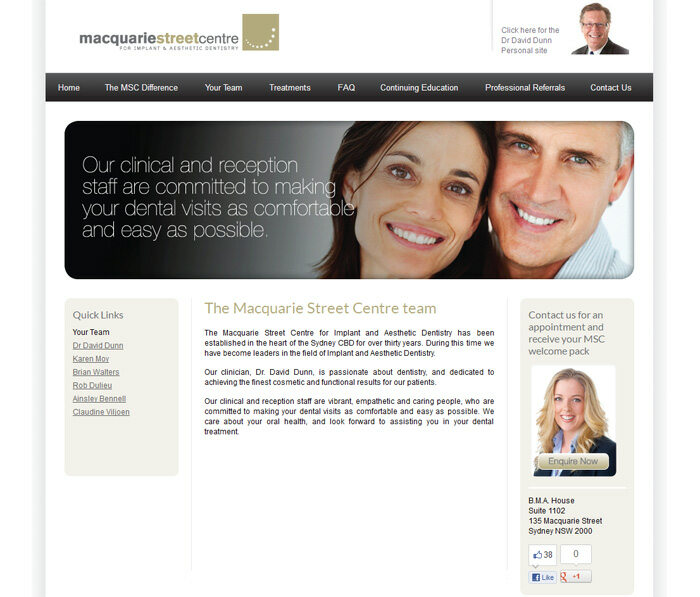 macquariestreetcentre
FOR IMPLANT & AESTHETIC DENTISTRY
Click here for the
Dr David Dunn
Personal site
Home The MSC Difference Your Team Treatments FAQ Continuing Education Professional Referrals Contact Us
Our clinical and reception
staff are committed to making
your dental visits as comfortable
and easy as possible.
Quick Links
Your Team
Dr David Dunn
Karen Moy
Brian Walters
Rob Dulieu
Ainsley Bennell
Claudine Viljoen
The Macquarie Street Centre team
The Macquarie Street Centre for Implant and Aesthetic Dentistry has been
established in the heart of the Sydney CBD for over thirty years. During this time we
have become leaders in the field of Implant and Aesthetic Dentistry.
Our clinician, Dr. David Dunn, is passionate about dentistry, and dedicated to
achieving the finest cosmetic and functional results for our patients.
Our clinical and reception staff are vibrant, empathetic and caring people, who are
committed to making your dental visits as comfortable and easy as possible. We
care about your oral health, and look forward to assisting you in your dental
treatment.
Contact us for an
appointment and
receive your MSC
welcome pack
Enquire Now
B.M.A. House
Suite 1102
135 Macquarie Street
Sydney NSW 2000
38 0
Like +1